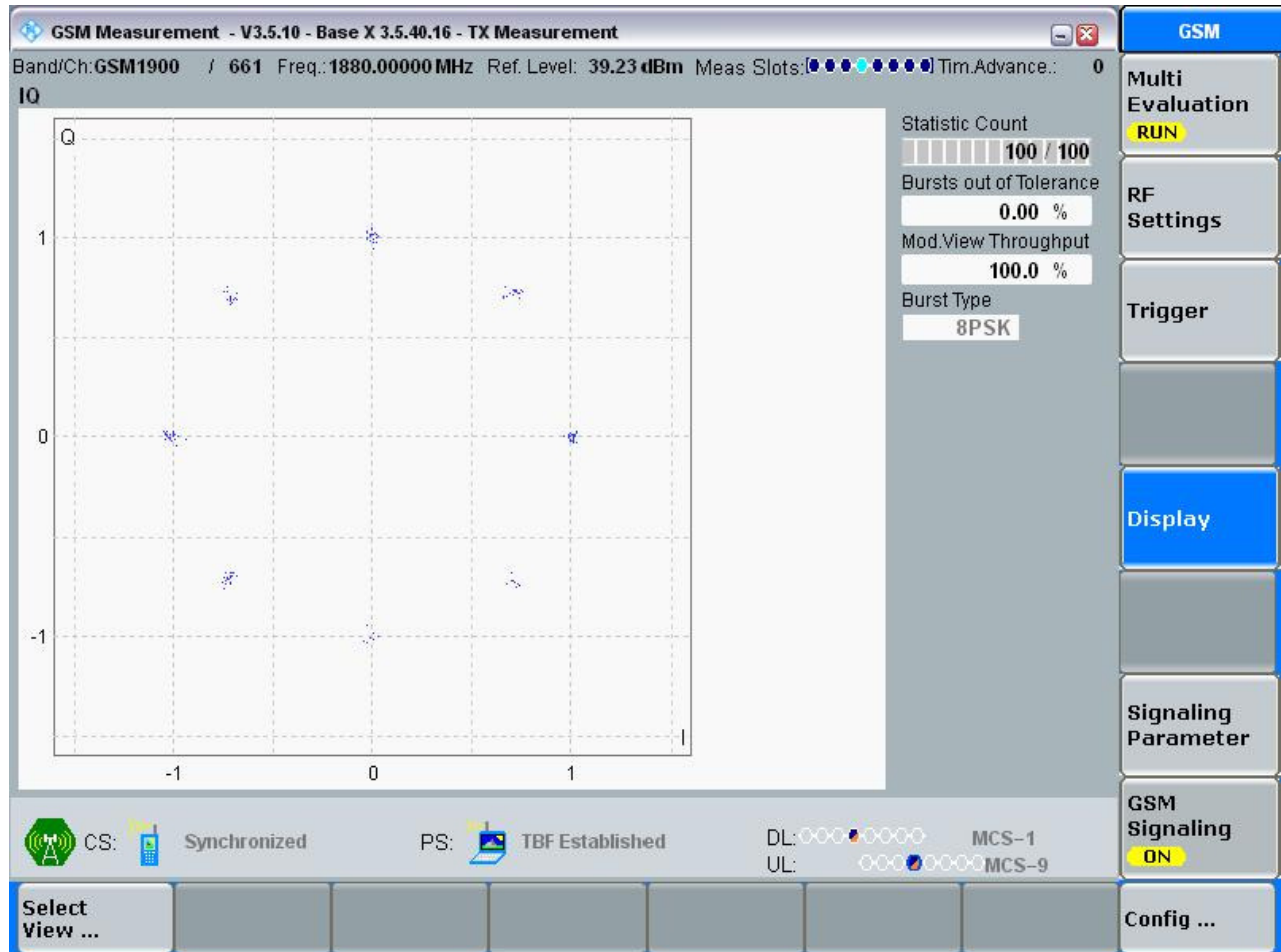 GSM Measurement - V3.5.10 - Base X 3.5.40.16 - TX Measurement
GSM
Band/Ch:GSM1900 / 661 Freq.:1880.00000 MHz Ref. Level: 39.23 dBm Meas Slots: Tim.Advance.: 0
IQ
Q
1
0
-1
I
-1 0 1
Statistic Count
100 / 100
Bursts out of Tolerance
0.00 %
Mod.View Throughput
100.0 %
Burst Type
8PSK
Multi
Evaluation
RUN
RF
Settings
Trigger
Display
Signaling
Parameter
GSM
Signaling
ON
CS: Synchronized PS: TBF Established DL: MCS-1
UL: MCS-9
Select
View ...
Config ...